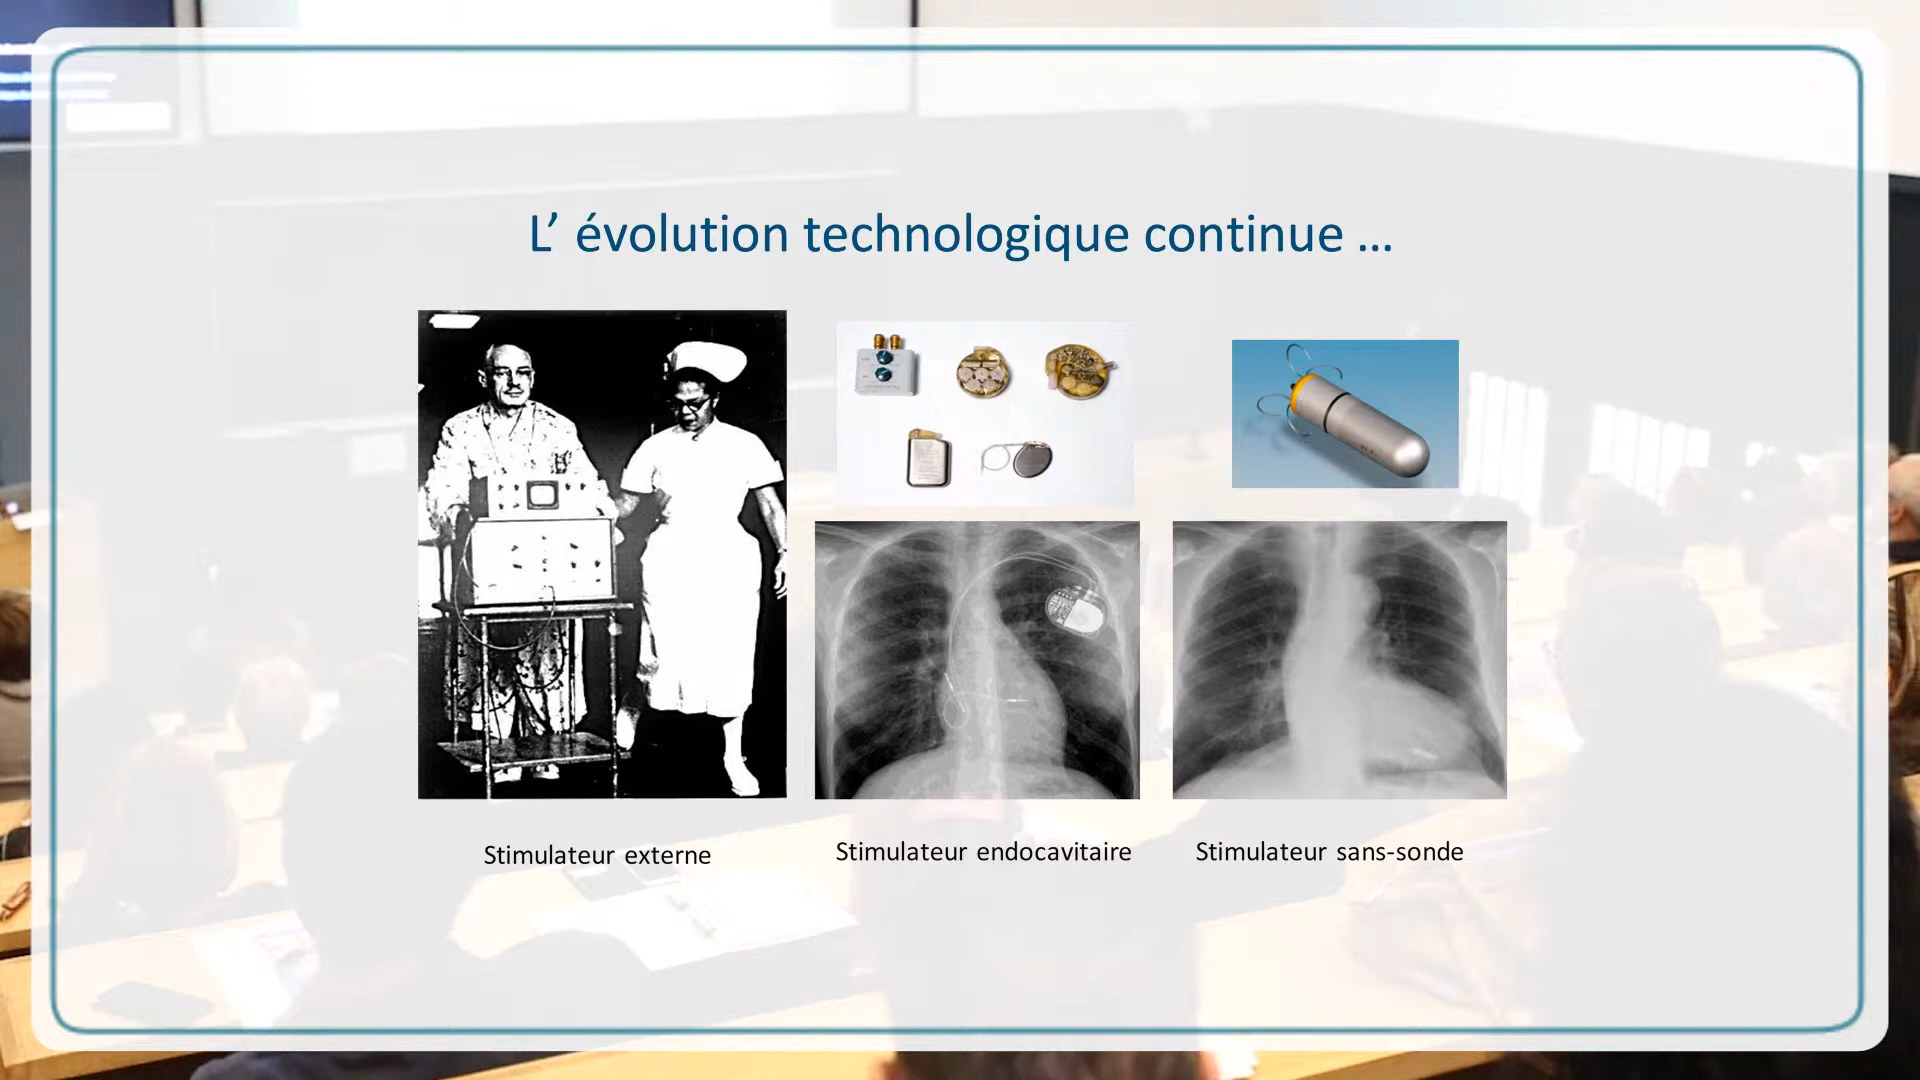 L’ évolution technologique continue ...
Stimulateur externe
Stimulateur endocavitaire
Stimulateur sans-sonde